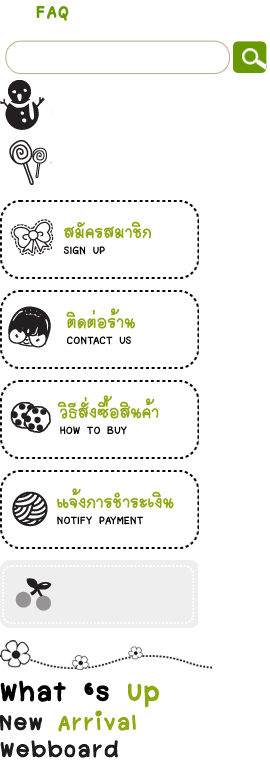 FAQ
สมัครสมาชิก
SIGN UP
ติดต่อร้าน
CONTACT US
วิธีสั่งซื้อสินค้า
HOW TO BUY
แจ้งการชำระเงิน
NOTIFY PAYMENT
What 's Up
New Arrival
Webboard